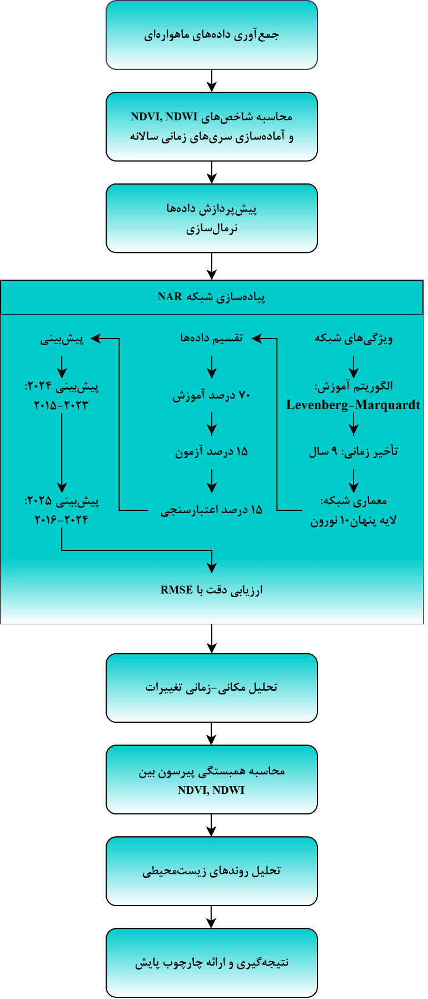 جمع‌آوری داده‌های ماهواره‌ای
محاسبه شاخص‌های NDVI, NDWI
و آماده‌سازی سری‌های زمانی سالانه
پیش‌پردازش داده‌ها
نرمال‌سازی
پیاده‌سازی شبکه NAR
ویژگی‌های شبکه
الگوریتم آموزش:
Levenberg-Marquardt
تأخیر زمانی: ۹ سال
معماری شبکه:
لایه پنهان۱۰ نورون
تقسیم داده‌ها
۷۰ درصد آموزش
۱۵ درصد آزمون
۱۵ درصد اعتبارسنجی
پیش‌بینی
پیش‌بینی ۲۰۲۴:
۲۰۱۵-۲۰۲۳
پیش‌بینی ۲۰۲۵:
۲۰۱۶-۲۰۲۴
ارزیابی دقت با RMSE
تحلیل مکانی-زمانی تغییرات
محاسبه همبستگی پیرسون بین
NDVI, NDWI
تحلیل روندهای زیست‌محیطی
نتیجه‌گیری و ارائه چارچوب پایش